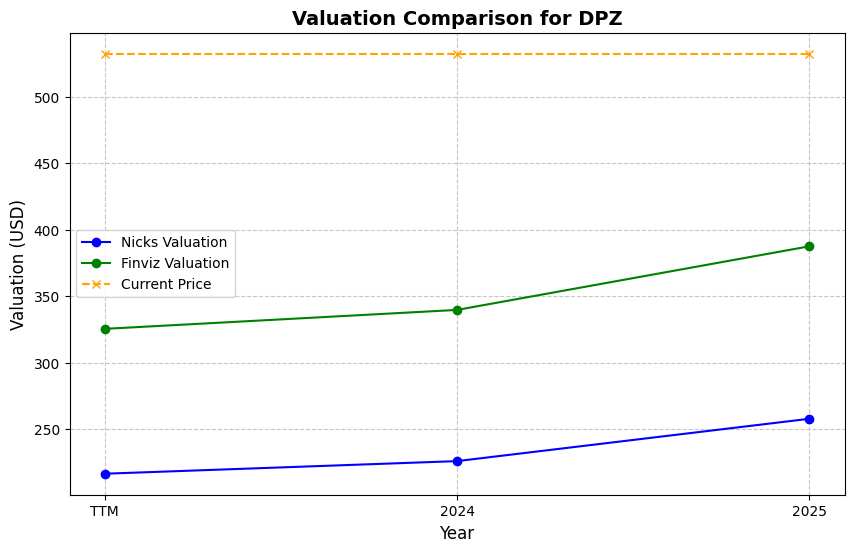 Valuation Comparison for DPZ
Valuation (USD)
500
450
400
350
300
250
Nicks Valuation
Finviz Valuation
Current Price
TTM
2024
2025
Year